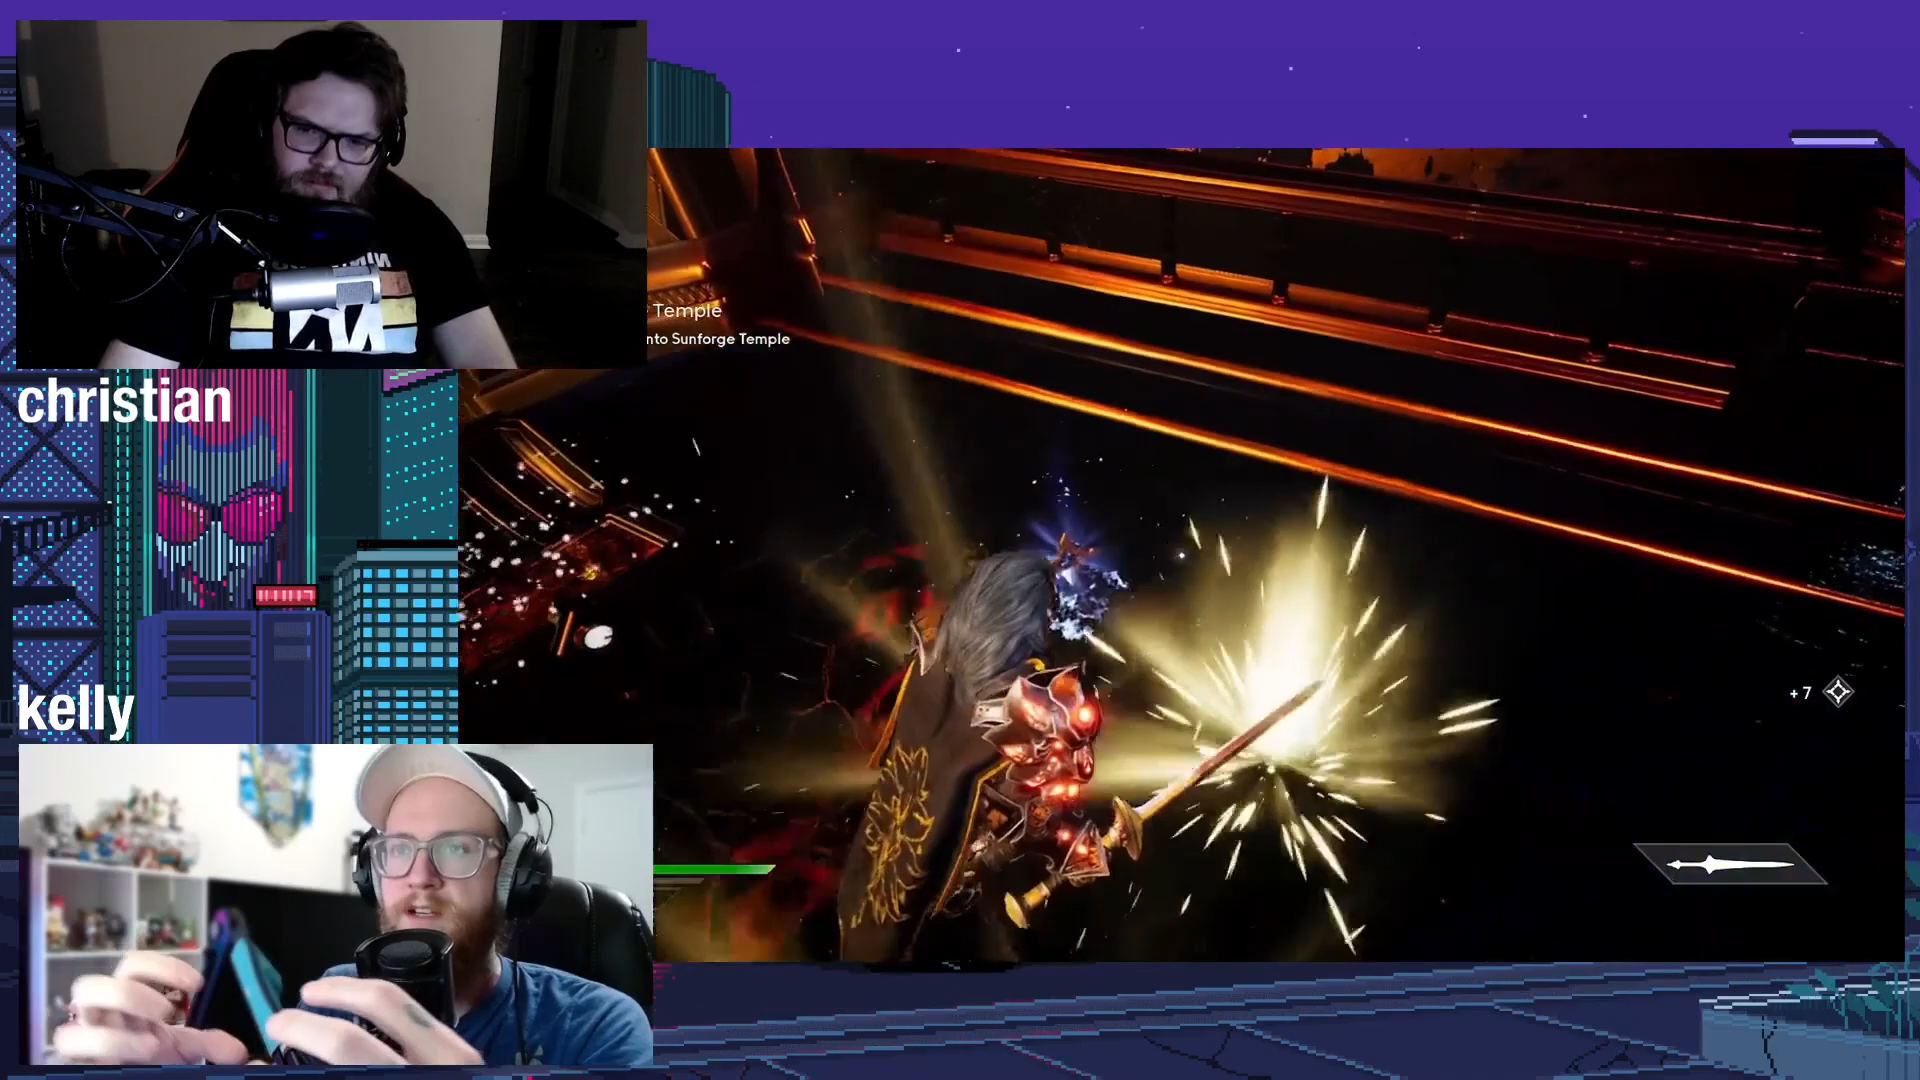 Temple
nto Sunforge Temple
christian
kelly
+7